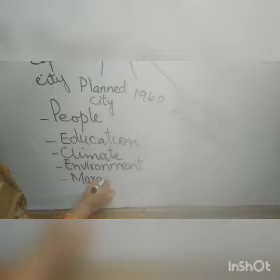 city Planned
city 1960
- People
- Education
- Climate
- Environment
- More
InShOt